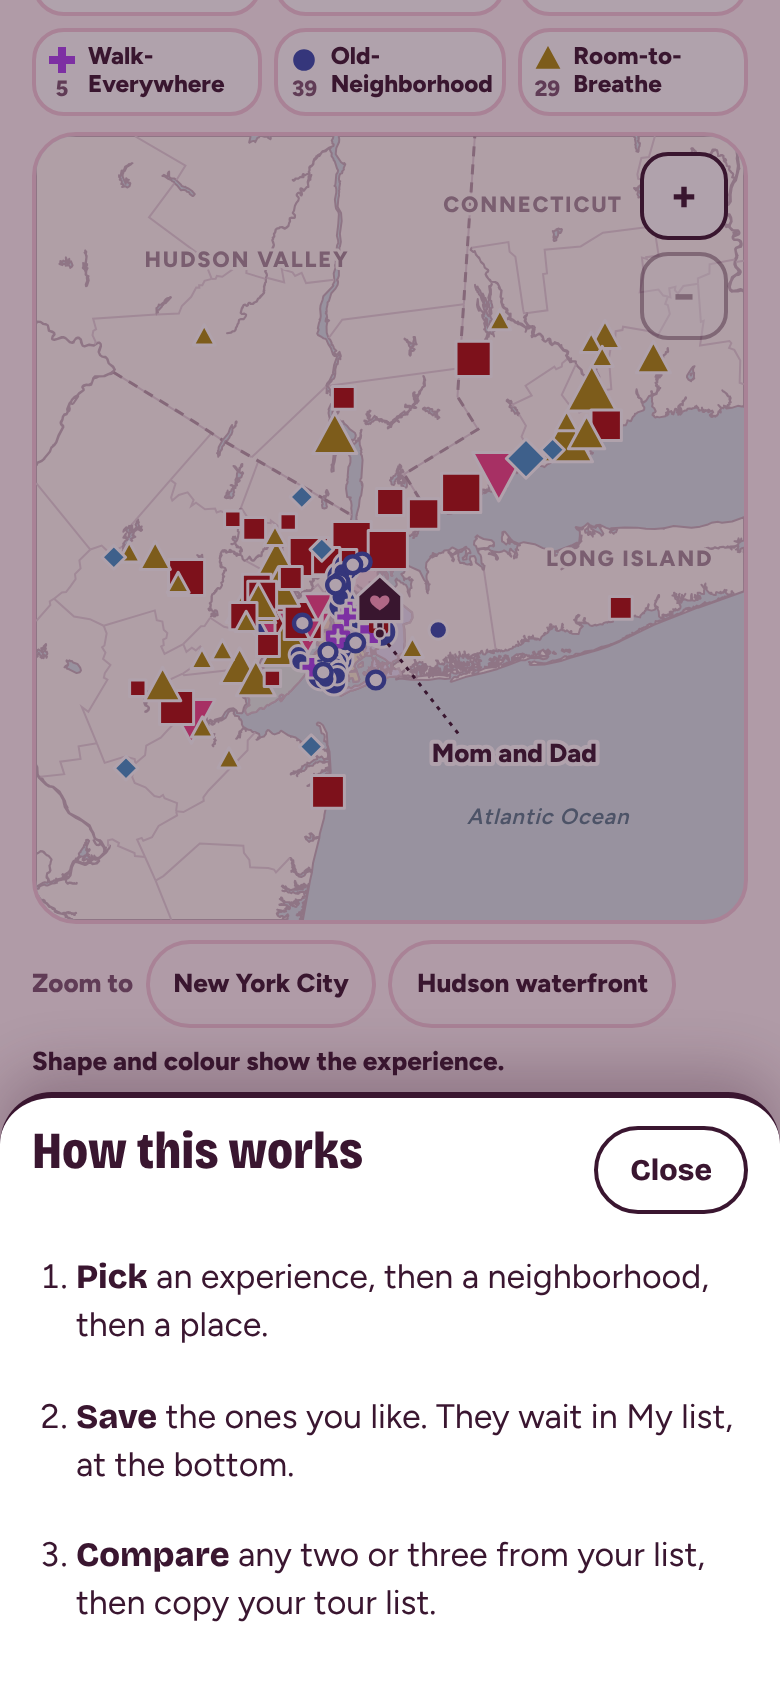 Walk-
Everywhere
5
Old-
Neighborhood
39
Room-to-
Breathe
29
+
CONNECTICUT
HUDSON VALLEY
−
LONG ISLAND
Mom and Dad
Atlantic Ocean
Zoom to
New York City
Hudson waterfront
Shape and colour show the experience.
How this works
Close
1. Pick an experience, then a neighborhood,
then a place.
2. Save the ones you like. They wait in My list,
at the bottom.
3. Compare any two or three from your list,
then copy your tour list.